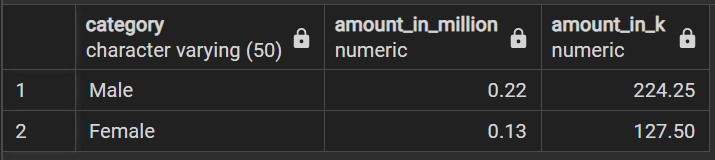 category amount_in_million amount_in_k
character varying (50) numeric numeric
1 Male 0.22 224.25
2 Female 0.13 127.50